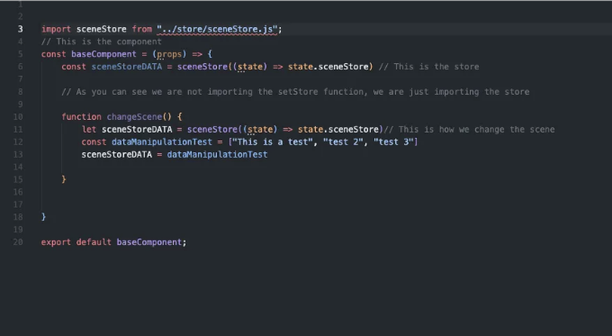 1
2
3 import sceneStore from "../store/sceneStore.js";
4 // This is the component
5 const baseComponent = (props) => {
6 const sceneStoreDATA = sceneStore((state) => state.sceneStore) // This is the store
7
8 // As you can see we are not importing the setStore function, we are just importing the store
9
10 function changeScene() {
11 let sceneStoreDATA = sceneStore((state) => state.sceneStore)// This is how we change the scene
12 const dataManipulationTest = ["This is a test", "test 2", "test 3"]
13 sceneStoreDATA = dataManipulationTest
14
15 }
16
17
18 }
19
20 export default baseComponent;